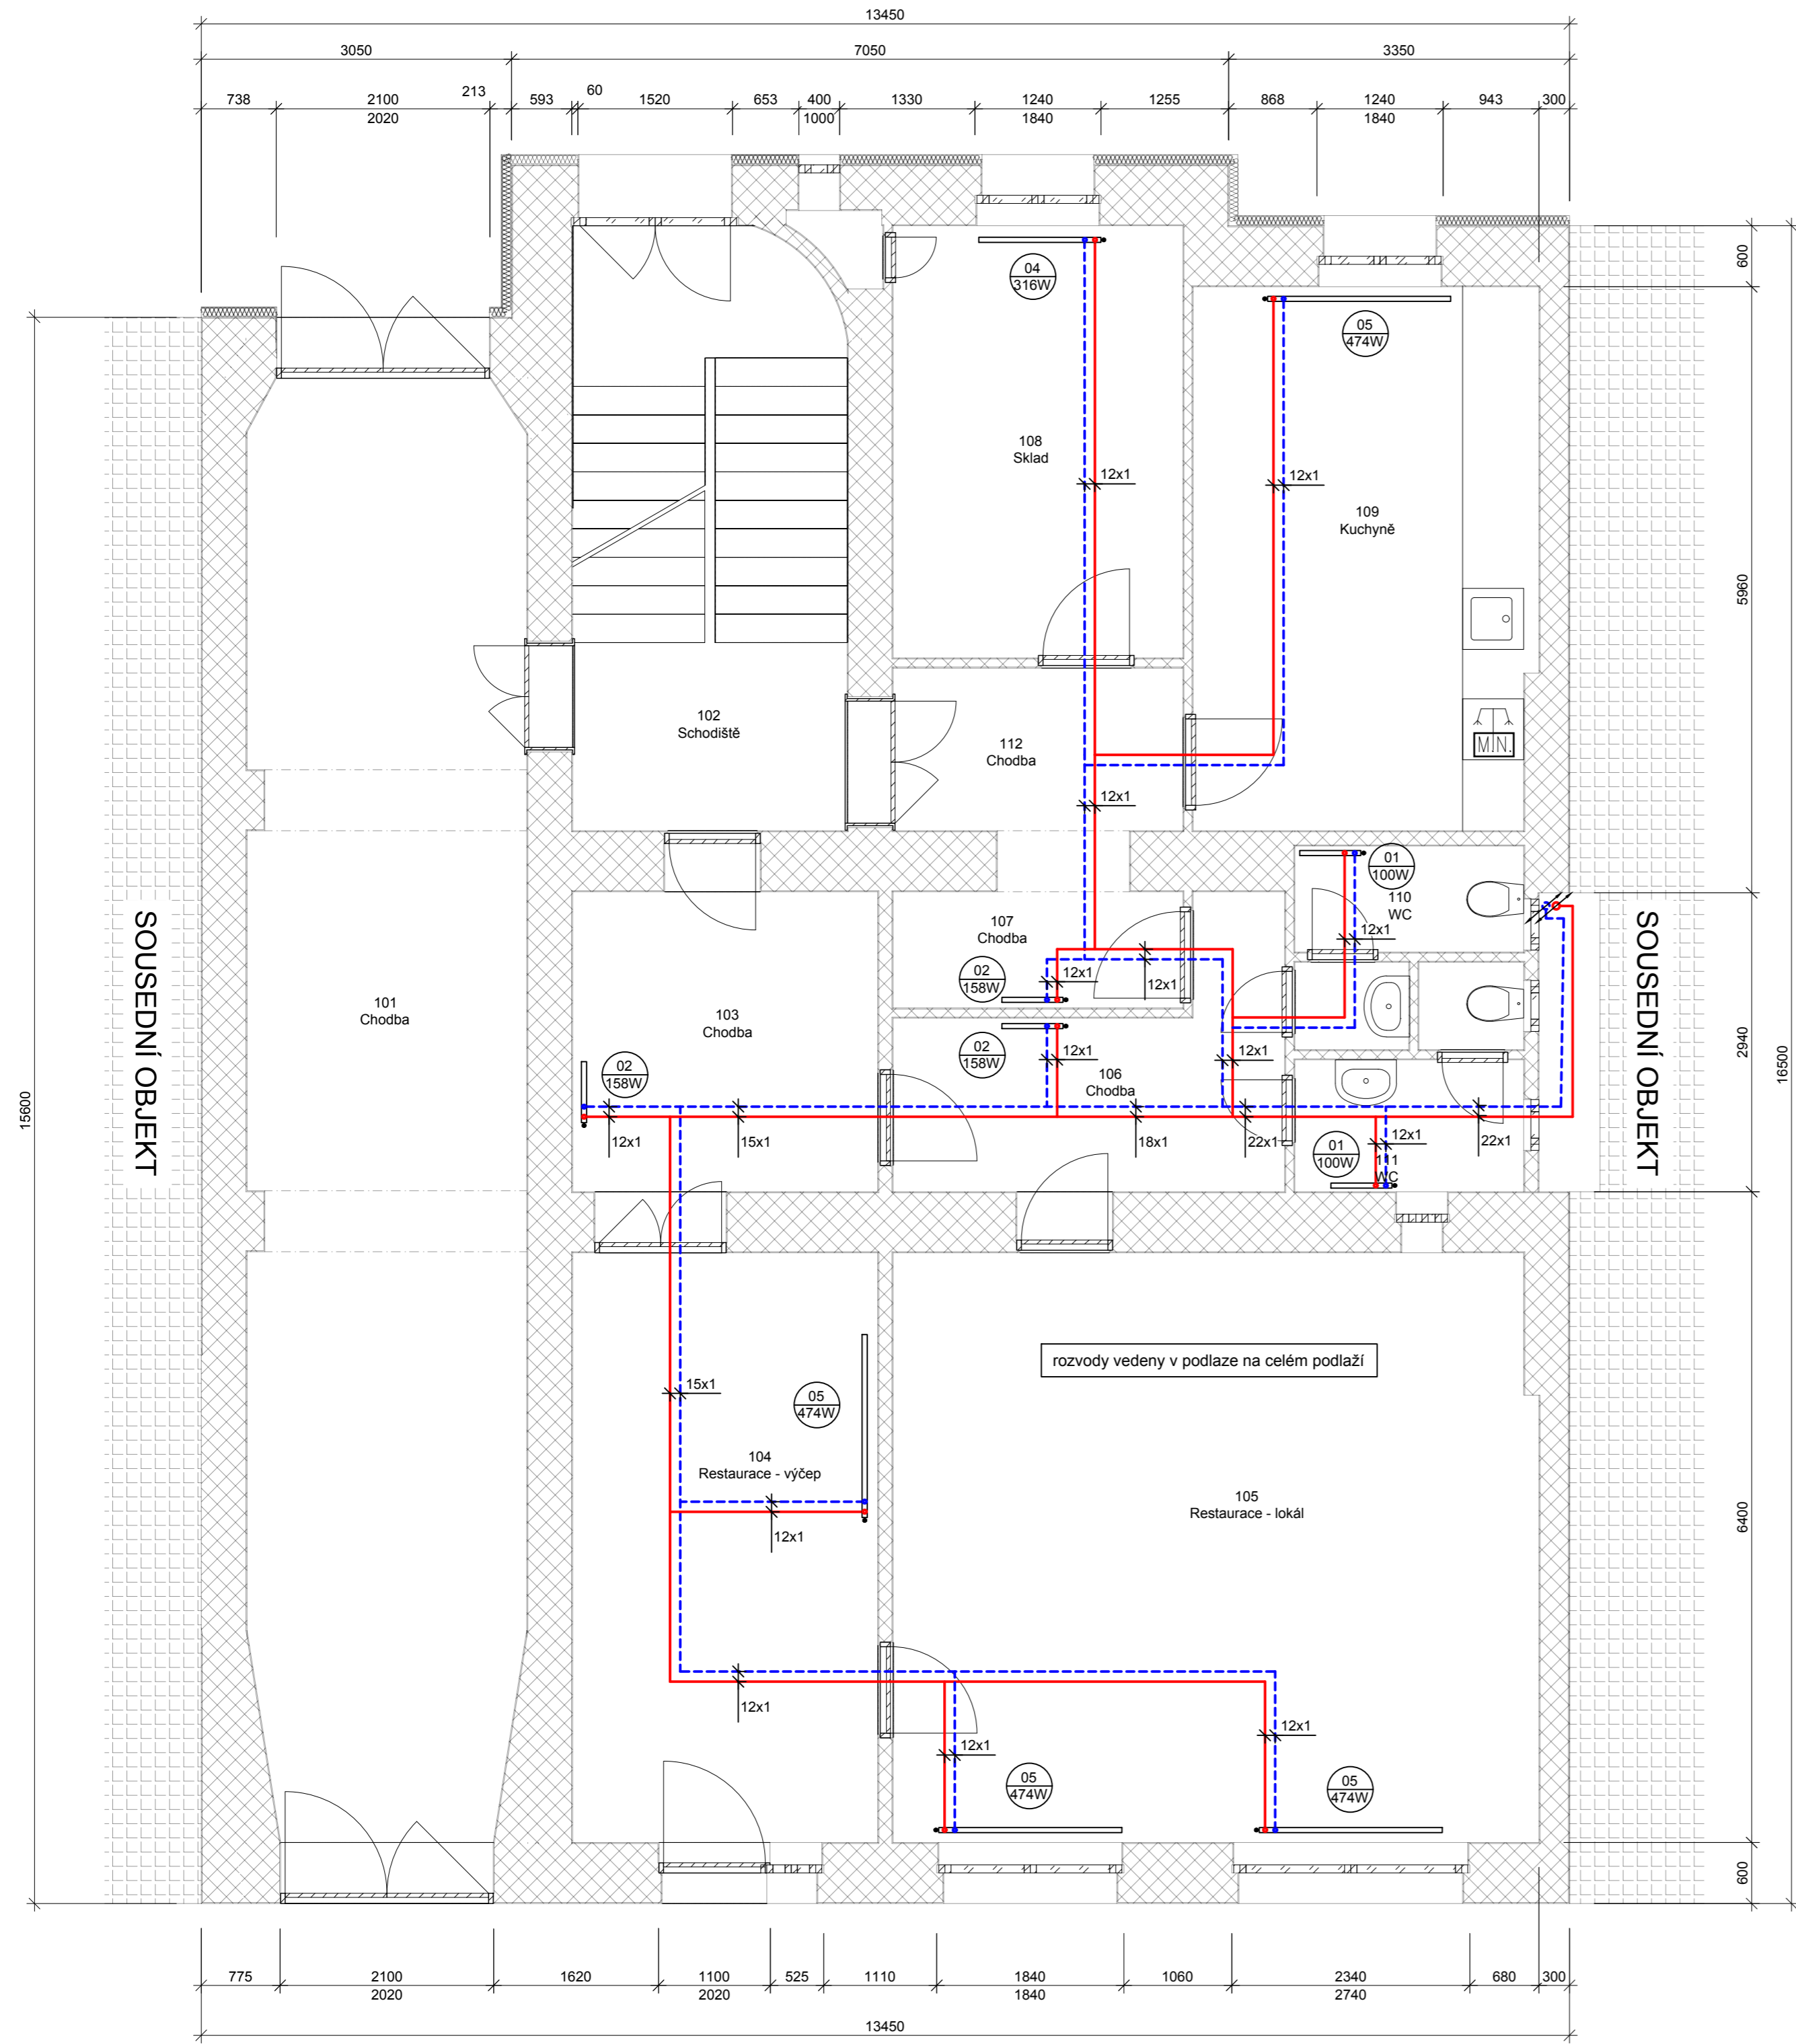 13450
3050 7050 3350
738 2100 213 593 60 1520 653 400 1330 1240 1255 868 1240 943 300
2020 1000 1840 1840
04
316W
05
474W
600
108
Sklad
12x1
12x1
109
Kuchyně
5960
102
Schodiště
112
Chodba
MIN.
12x1
01
100W
110
WC
12x1
107
Chodba
02
158W
12x1
12x1
101
Chodba
103
Chodba
02
158W
02
158W
12x1
12x1
106
Chodba
SOUSEDNÍ OBJEKT
SOUSEDNÍ OBJEKT
2940
16500
15600
12x1
15x1
18x1
22x1
01
100W
12x1
22x1
111
WC
rozvody vedeny v podlaze na celém podlaží
15x1
05
474W
104
Restaurace - výčep
12x1
105
Restaurace - lokál
6400
12x1
12x1
12x1
05
474W
05
474W
600
775 2100 1620 1100 525 1110 1840 1060 2340 680 300
2020 2020 1840 2740
13450